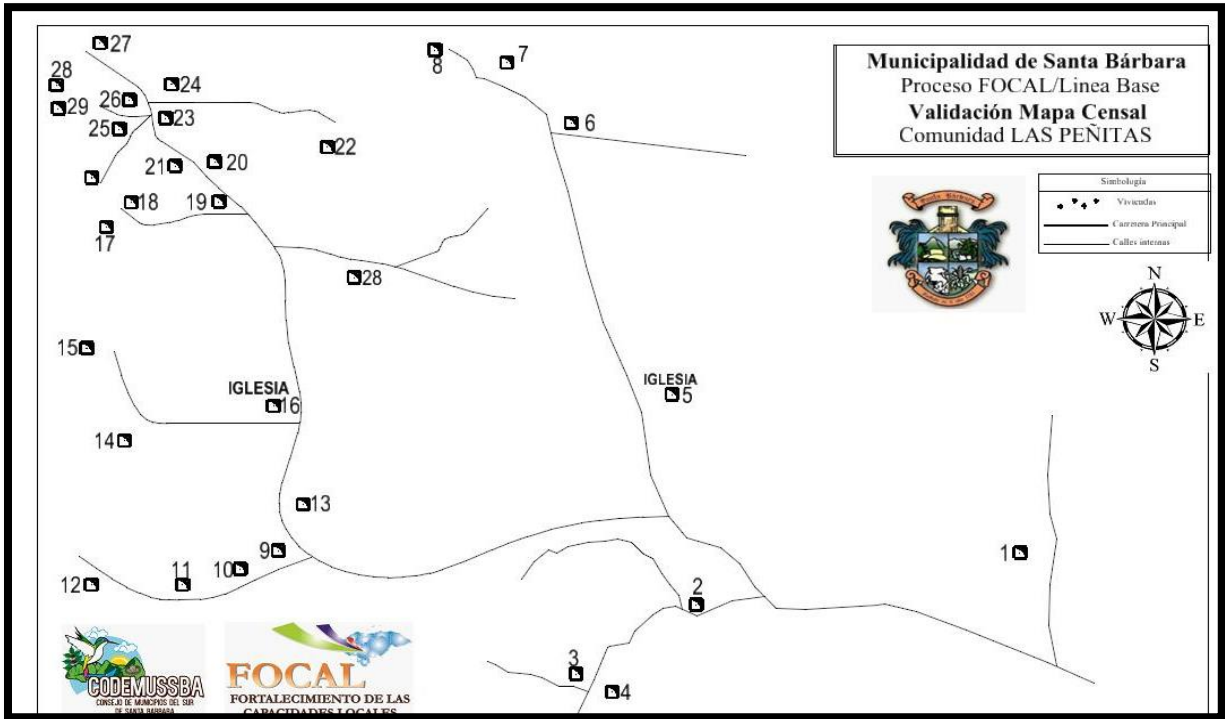 Municipalidad de Santa Bárbara
Proceso FOCAL/Linea Base
Validación Mapa Censal
Comunidad LAS PEÑITAS
Simbología
Viviendas
Carretera Principal
Calles internas
N
W E
S
27
8
7
28
24
26
29
23
6
25
22
21
20
18
19
17
28
15
IGLESIA
16
IGLESIA
5
14
13
9
1
10
11
12
2
3
4
CODEMUSSBA
CONSEJO DE MUNICIPIOS DEL SUR
DE SANTA BARBARA
FOCAL
FORTALECIMIENTO DE LAS
CAPACIDADES LOCALES